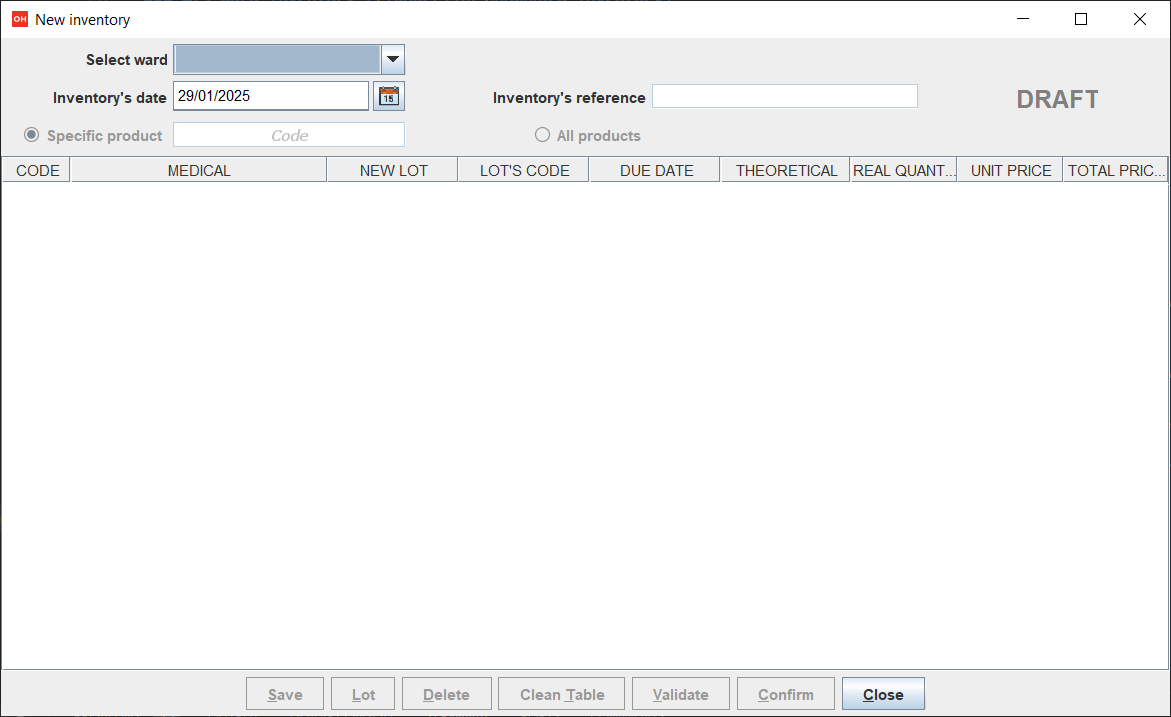 OH New inventory
Select ward
Inventory's date 29/01/2025 15 Inventory's reference DRAFT
Specific product Code All products
CODE MEDICAL NEW LOT LOT'S CODE DUE DATE THEORETICAL REAL QUANT... UNIT PRICE TOTAL PRIC...
Save Lot Delete Clean Table Validate Confirm Close